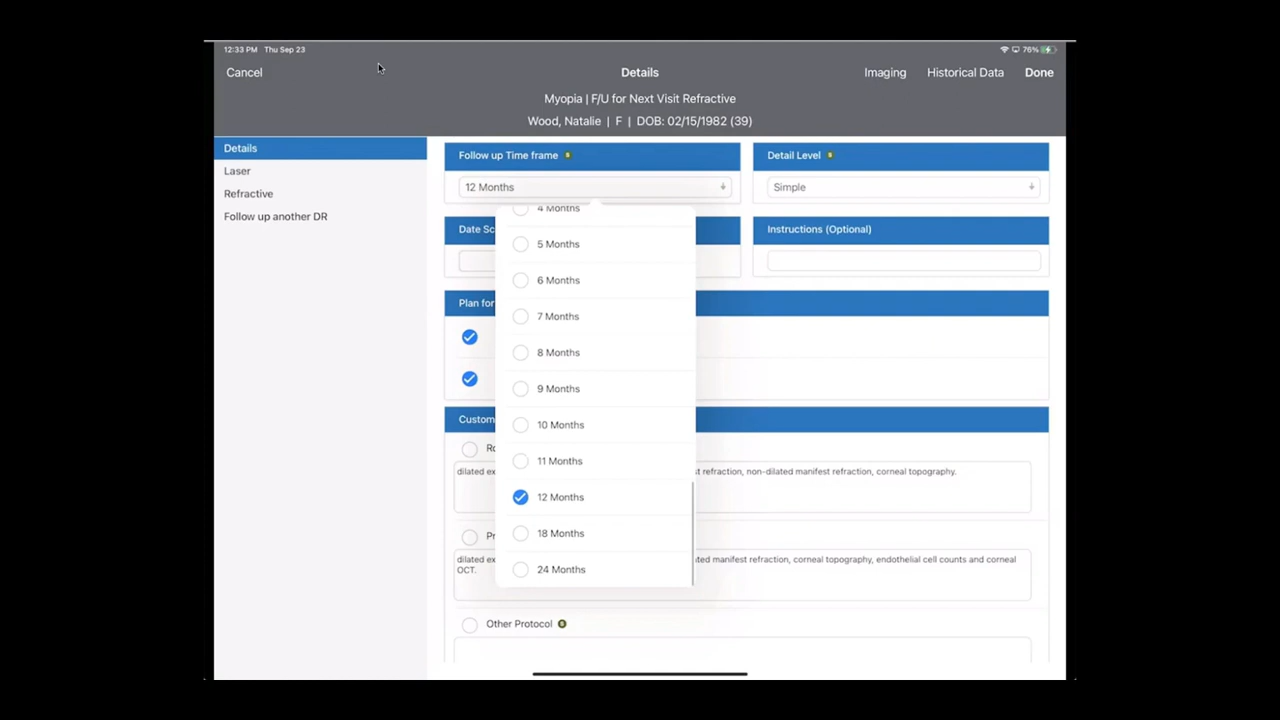 12:33 PM Thu Sep 23
76%
Cancel
Details
Imaging
Historical Data
Done
Myopia | F/U for Next Visit Refractive
Wood, Natalie | F | DOB: 02/15/1982 (39)
Details
Laser
Refractive
Follow up another DR
Follow up Time frame S
Detail Level S
12 Months
Simple
4 Months
Date Sc
Instructions (Optional)
5 Months
6 Months
Plan for
7 Months
8 Months
9 Months
Custom
10 Months
Ro
11 Months
dilated ex
t refraction, non-dilated manifest refraction, corneal topography.
12 Months
18 Months
Pr
dilated ex
ted manifest refraction, corneal topography, endothelial cell counts and corneal
OCT.
24 Months
Other Protocol S